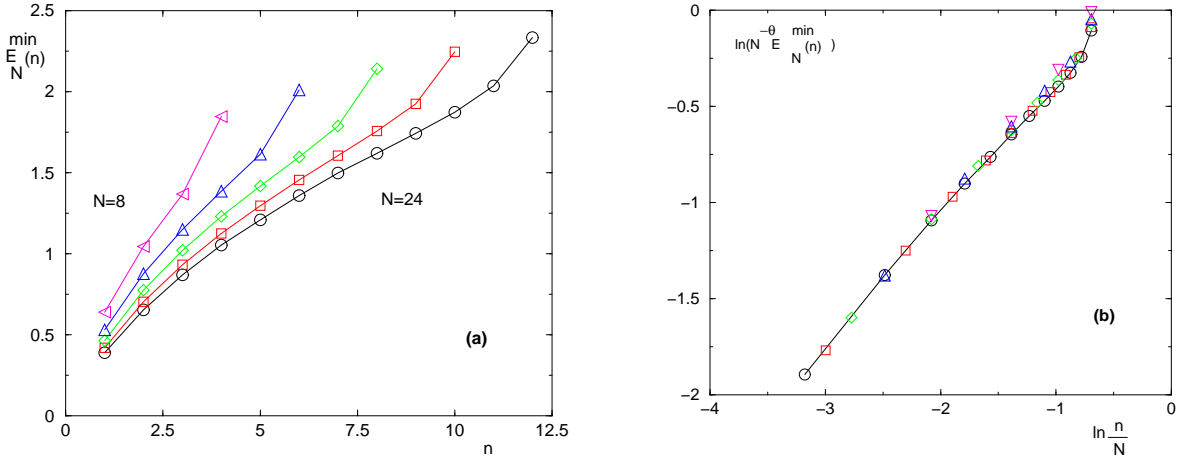 min
E (n)
N
2.5
2
1.5
1
0.5
0
0 2.5 5 7.5 10 12.5
n
N=8
N=24
(a)
−θ min
ln(N E (n) )
N
0
−0.5
−1
−1.5
−2
−4 −3 −2 −1 0
ln n
N
(b)